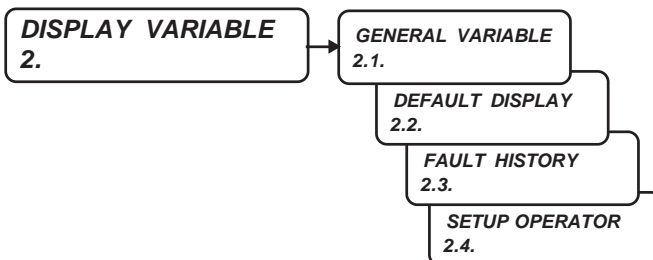 DISPLAY VARIABLE
2.
GENERAL VARIABLE
2.1.
DEFAULT DISPLAY
2.2.
FAULT HISTORY
2.3.
SETUP OPERATOR
2.4.